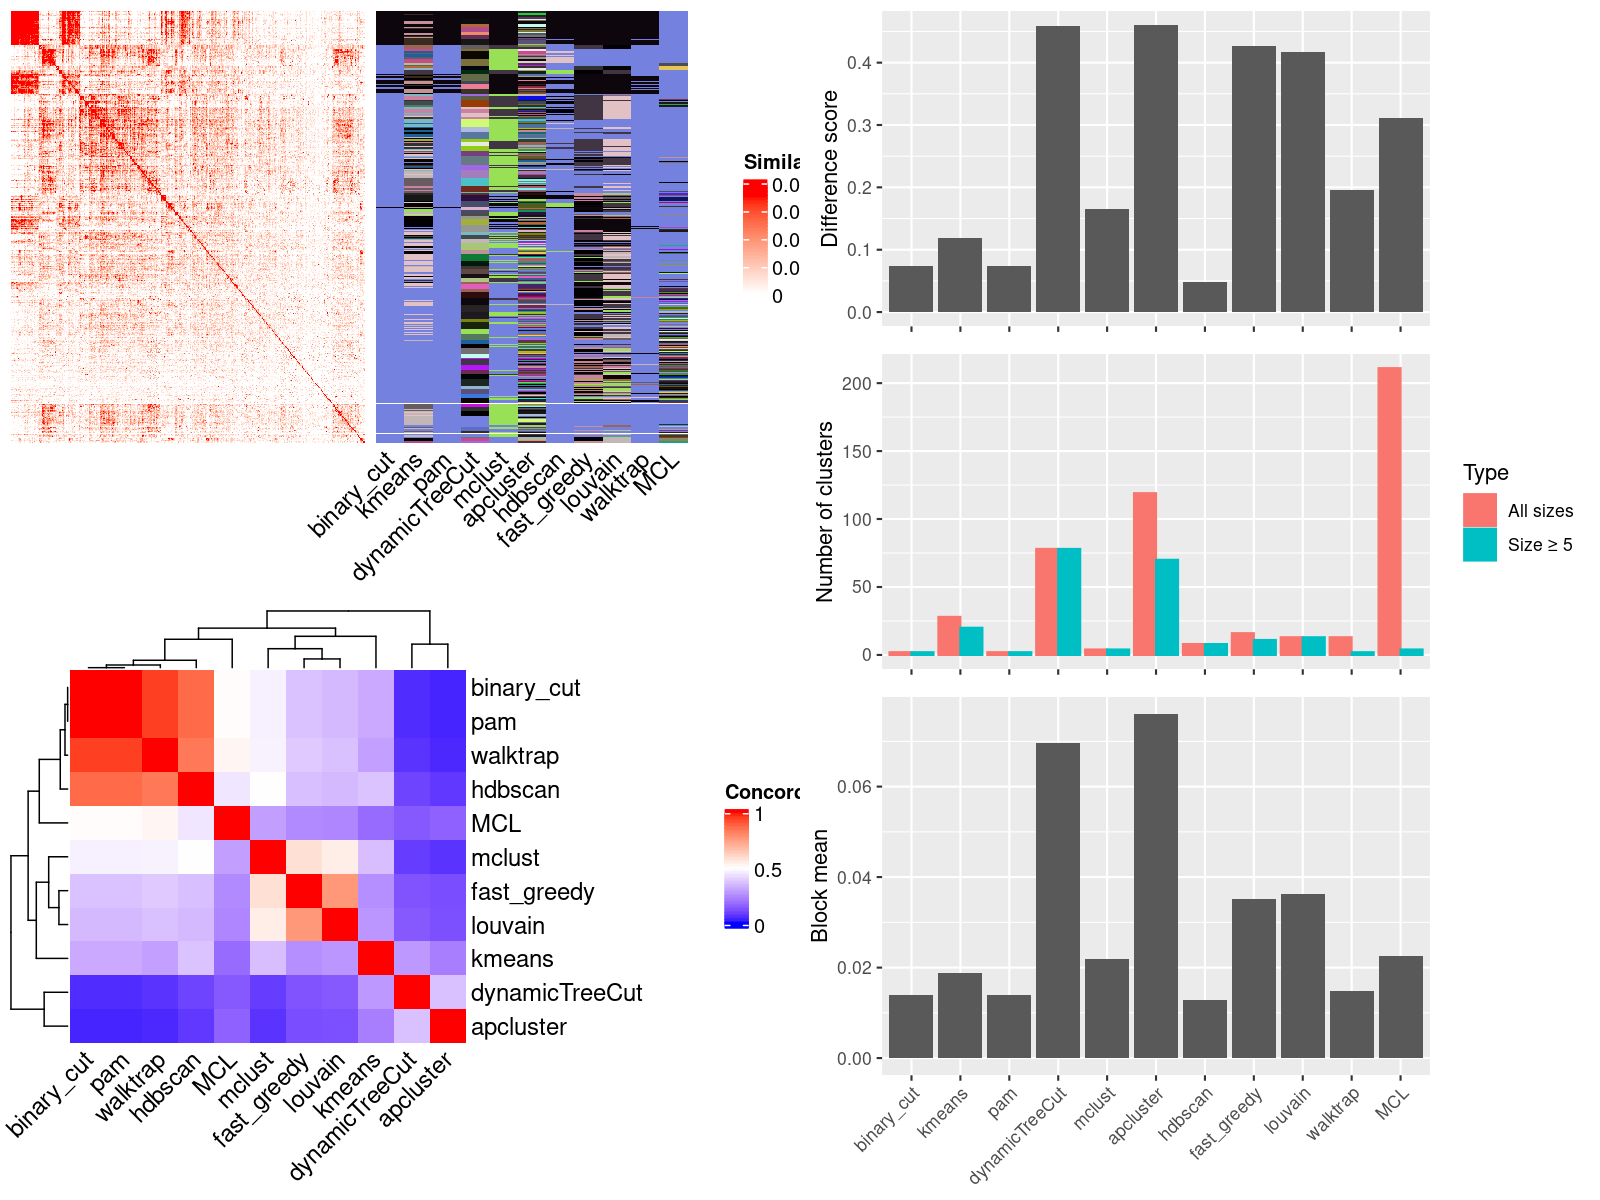 Simila
0.0
0.0
0.0
0.0
0
binary_cut
kmeans
pam
dynamicTreeCut
mclust
apcluster
hdbscan
fast_greedy
louvain
walktrap
MCL
binary_cut
pam
walktrap
hdbscan
MCL
mclust
fast_greedy
louvain
kmeans
dynamicTreeCut
apcluster
binary_cut
pam
walktrap
hdbscan
MCL
mclust
fast_greedy
louvain
kmeans
dynamicTreeCut
apcluster
Concord
1
0.5
0
Difference score
0.4
0.3
0.2
0.1
0.0
Number of clusters
200
150
100
50
0
Type
All sizes
Size ≥ 5
Block mean
0.06
0.04
0.02
0.00
binary_cut
kmeans
pam
dynamicTreeCut
mclust
apcluster
hdbscan
fast_greedy
louvain
walktrap
MCL